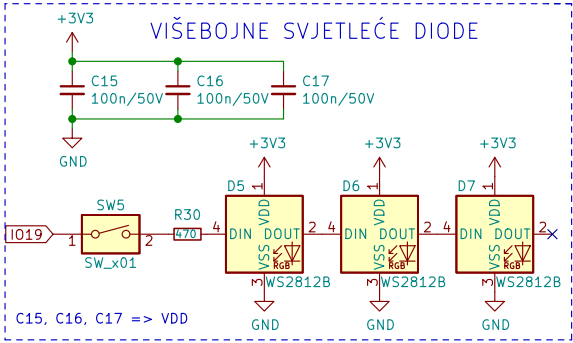 +3V3
VIŠEBOJNE SVJETLEĆE DIODE
C15 C16 C17
100n/50V 100n/50V 100n/50V
GND
+3V3 +3V3 +3V3
D5 D6 D7
1 1 1
SW5
R30
VDD VDD VDD
IO19 1 2 470 4 DIN DOUT 2 4 DIN DOUT 2 4 DIN DOUT 2
SW_x01
VSS VSS VSS
RGB RGB RGB
3 WS2812B 3 WS2812B 3 WS2812B
GND GND GND
C15, C16, C17 => VDD